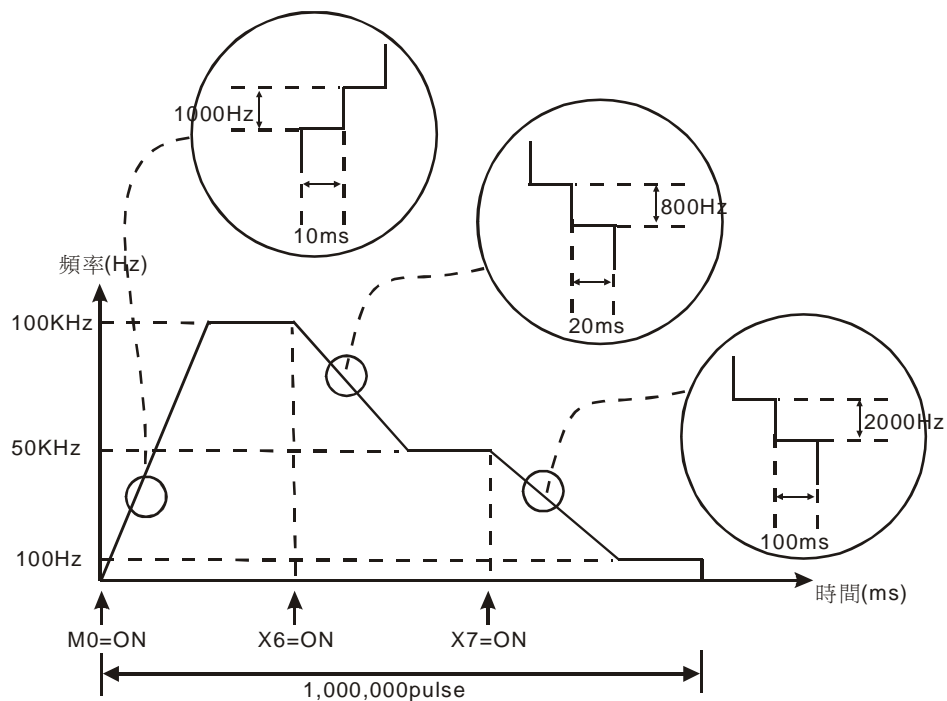 1000Hz
10ms
800Hz
20ms
頻率(Hz)
100KHz
2000Hz
50KHz
100ms
100Hz
時間(ms)
M0=ON
X6=ON
X7=ON
1,000,000pulse